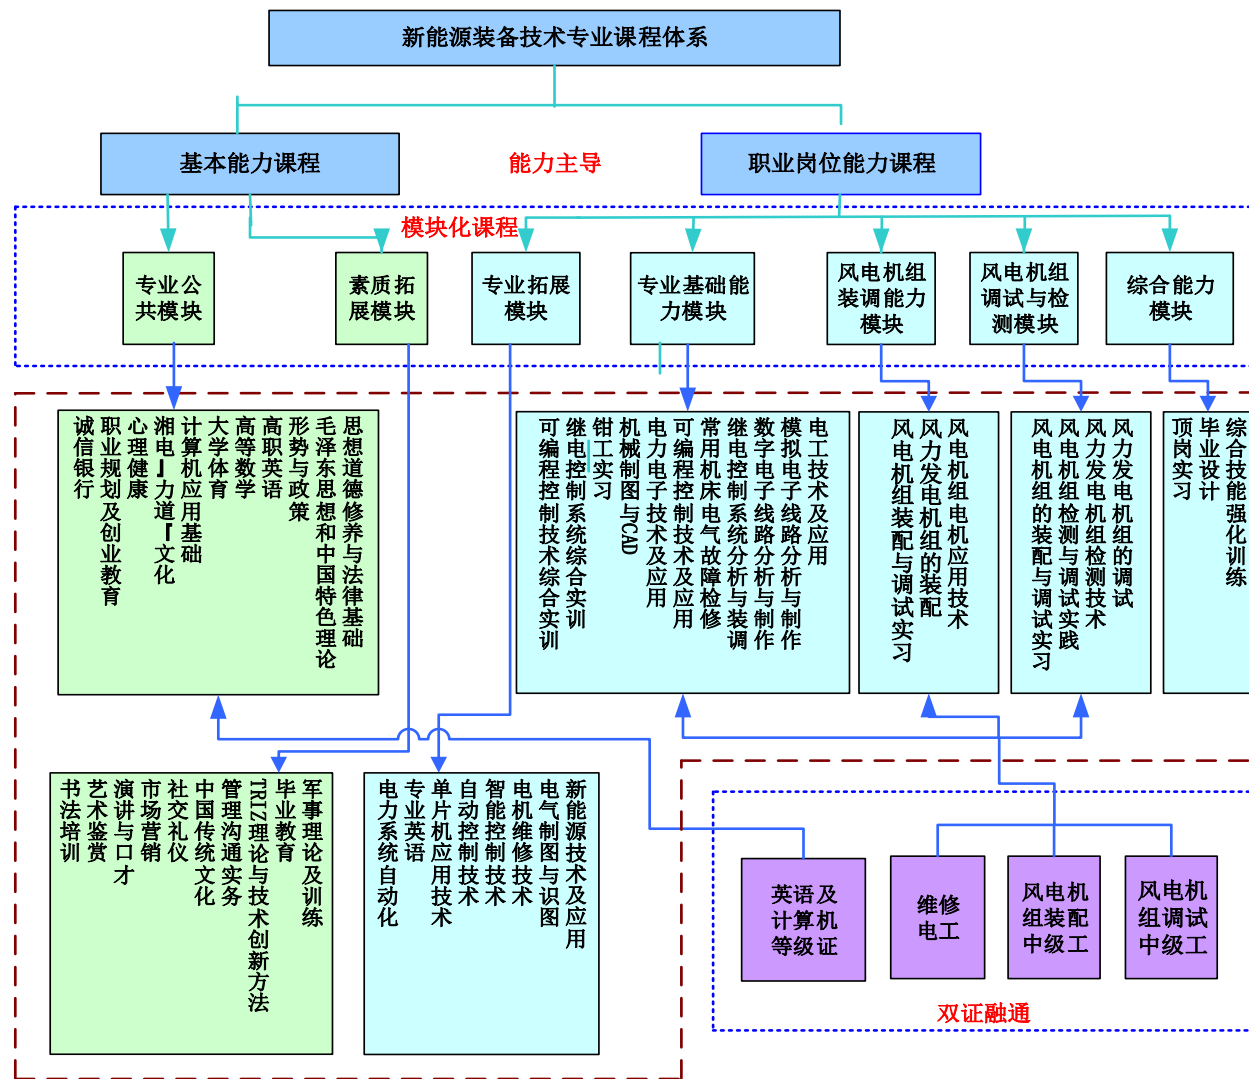 新能源装备技术专业课程体系
基本能力课程
能力主导
职业岗位能力课程
模块化课程
专业公
共模块
素质拓
展模块
专业拓展
模块
专业基础能
力模块
风电机组
装调能力
模块
风电机组
调试与检
测模块
综合能力
模块
思想道德修养与法律基础
毛泽东思想和中国特色理论
形势与政策
高职英语
高等数学
大学体育
计算机应用基础
湘电『力道』文化
心理健康
职业规划及创业教育
诚信银行
电工技术及应用
模拟电子线路分析与制作
数字电子线路分析与制作
继电控制系统分析与装调
常用机床电气故障检修
可编程控制技术及应用
电力电子技术及应用
机械制图与CAD
钳工实习
继电控制系统综合实训
可编程控制技术综合实训
风电机组电机应用技术
风力发电机组的装配
风电机组装配与调试实习
风力发电机组的调试
风力发电机组检测技术
风电机组检测与调试实践
风电机组的装配与调试实习
综合技能强化训练
毕业设计
顶岗实习
军事理论及训练
毕业教育
TRIZ理论与技术创新方法
管理沟通实务
中国传统文化
社交礼仪
市场营销
演讲与口才
艺术鉴赏
书法培训
新能源技术及应用
电气制图与识图
电机维修技术
智能控制技术
自动控制技术
单片机应用技术
专业英语
电力系统自动化
英语及
计算机
等级证
维修
电工
风电机
组装配
中级工
风电机
组调试
中级工
双证融通